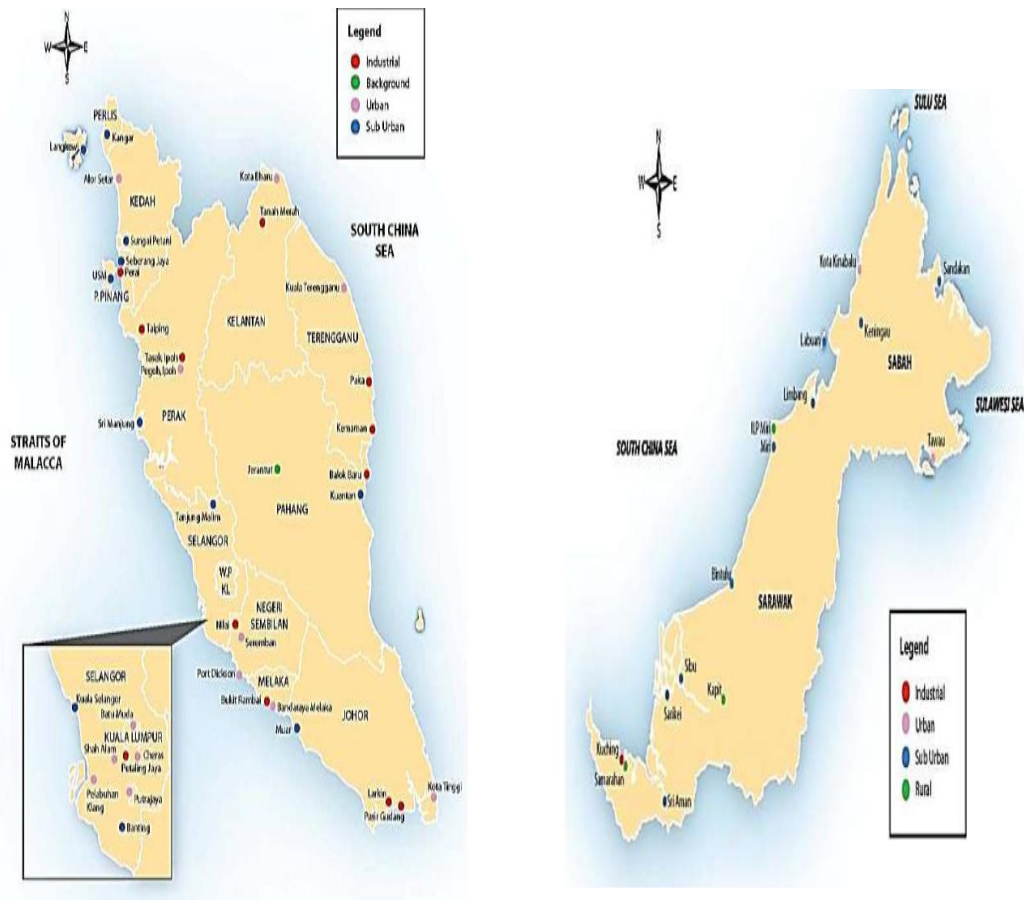 N
W E
S
Legend
Industrial
Background
Urban
Sub Urban
PERLIS
Kangar
Langkawi
Alor Setar
KEDAH
Kota Bharu
Tanah Merah
SOUTH CHINA
SEA
Sungai Petani
Seberang Jaya
USM
Perai
P.PINANG
Kuala Terengganu
KELANTAN
TERENGGANU
Taiping
Tasek, Ipoh
Pegoh, Ipoh
Paka
PERAK
Sri Manjung
Kemaman
STRAITS OF
MALACCA
Jerantut
Balok Baru
Kuantan
Tanjung Malim
PAHANG
SELANGOR
W.P
KL
NEGERI
SEMBILAN
Nilai
Seremban
Port Dickson
MELAKA
Bukit Rambai
Bandaraya Melaka
Muar
JOHOR
Larkin
Pasir Gudang
Kota Tinggi
SELANGOR
Kuala Selangor
Batu Muda
KUALA LUMPUR
Shah Alam
Cheras
Petaling Jaya
Pelabuhan
Klang
Putrajaya
Banting
SULU SEA
N
W E
S
Kota Kinabalu
Sandakan
Keningau
Labuan
SABAH
Limbang
SULAWESI SEA
ILP Miri
Miri
SOUTH CHINA SEA
Tawau
Bintulu
SARAWAK
Sibu
Kapit
Sarikei
Kuching
Samarahan
Sri Aman
Legend
Industrial
Urban
Sub Urban
Rural